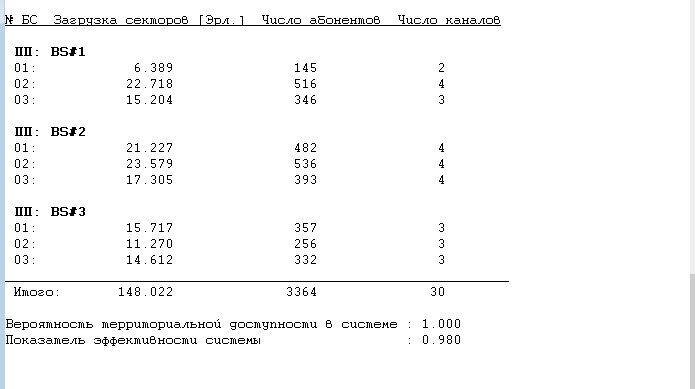 № БС Загрузка секторов [Эрл.] Число абонентов Число каналов
ПП: BS#1
01: 6.389 145 2
02: 22.718 516 4
03: 15.204 346 3
ПП: BS#2
01: 21.227 482 4
02: 23.579 536 4
03: 17.305 393 4
ПП: BS#3
01: 15.717 357 3
02: 11.270 256 3
03: 14.612 332 3
Итого: 148.022 3364 30
Вероятность территориальной доступности в системе : 1.000
Показатель эффективности системы : 0.980